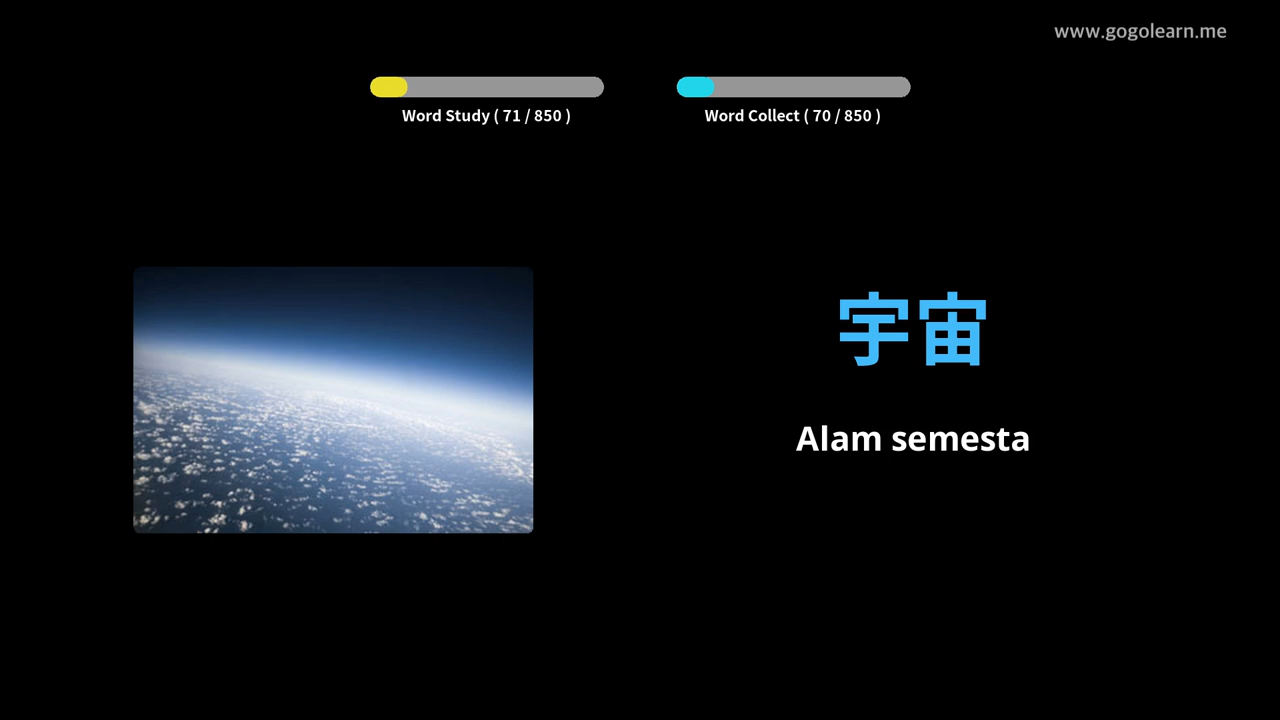 www.gogolearn.me
Word Study ( 71 / 850 )
Word Collect ( 70 / 850 )
宇宙
Alam semesta